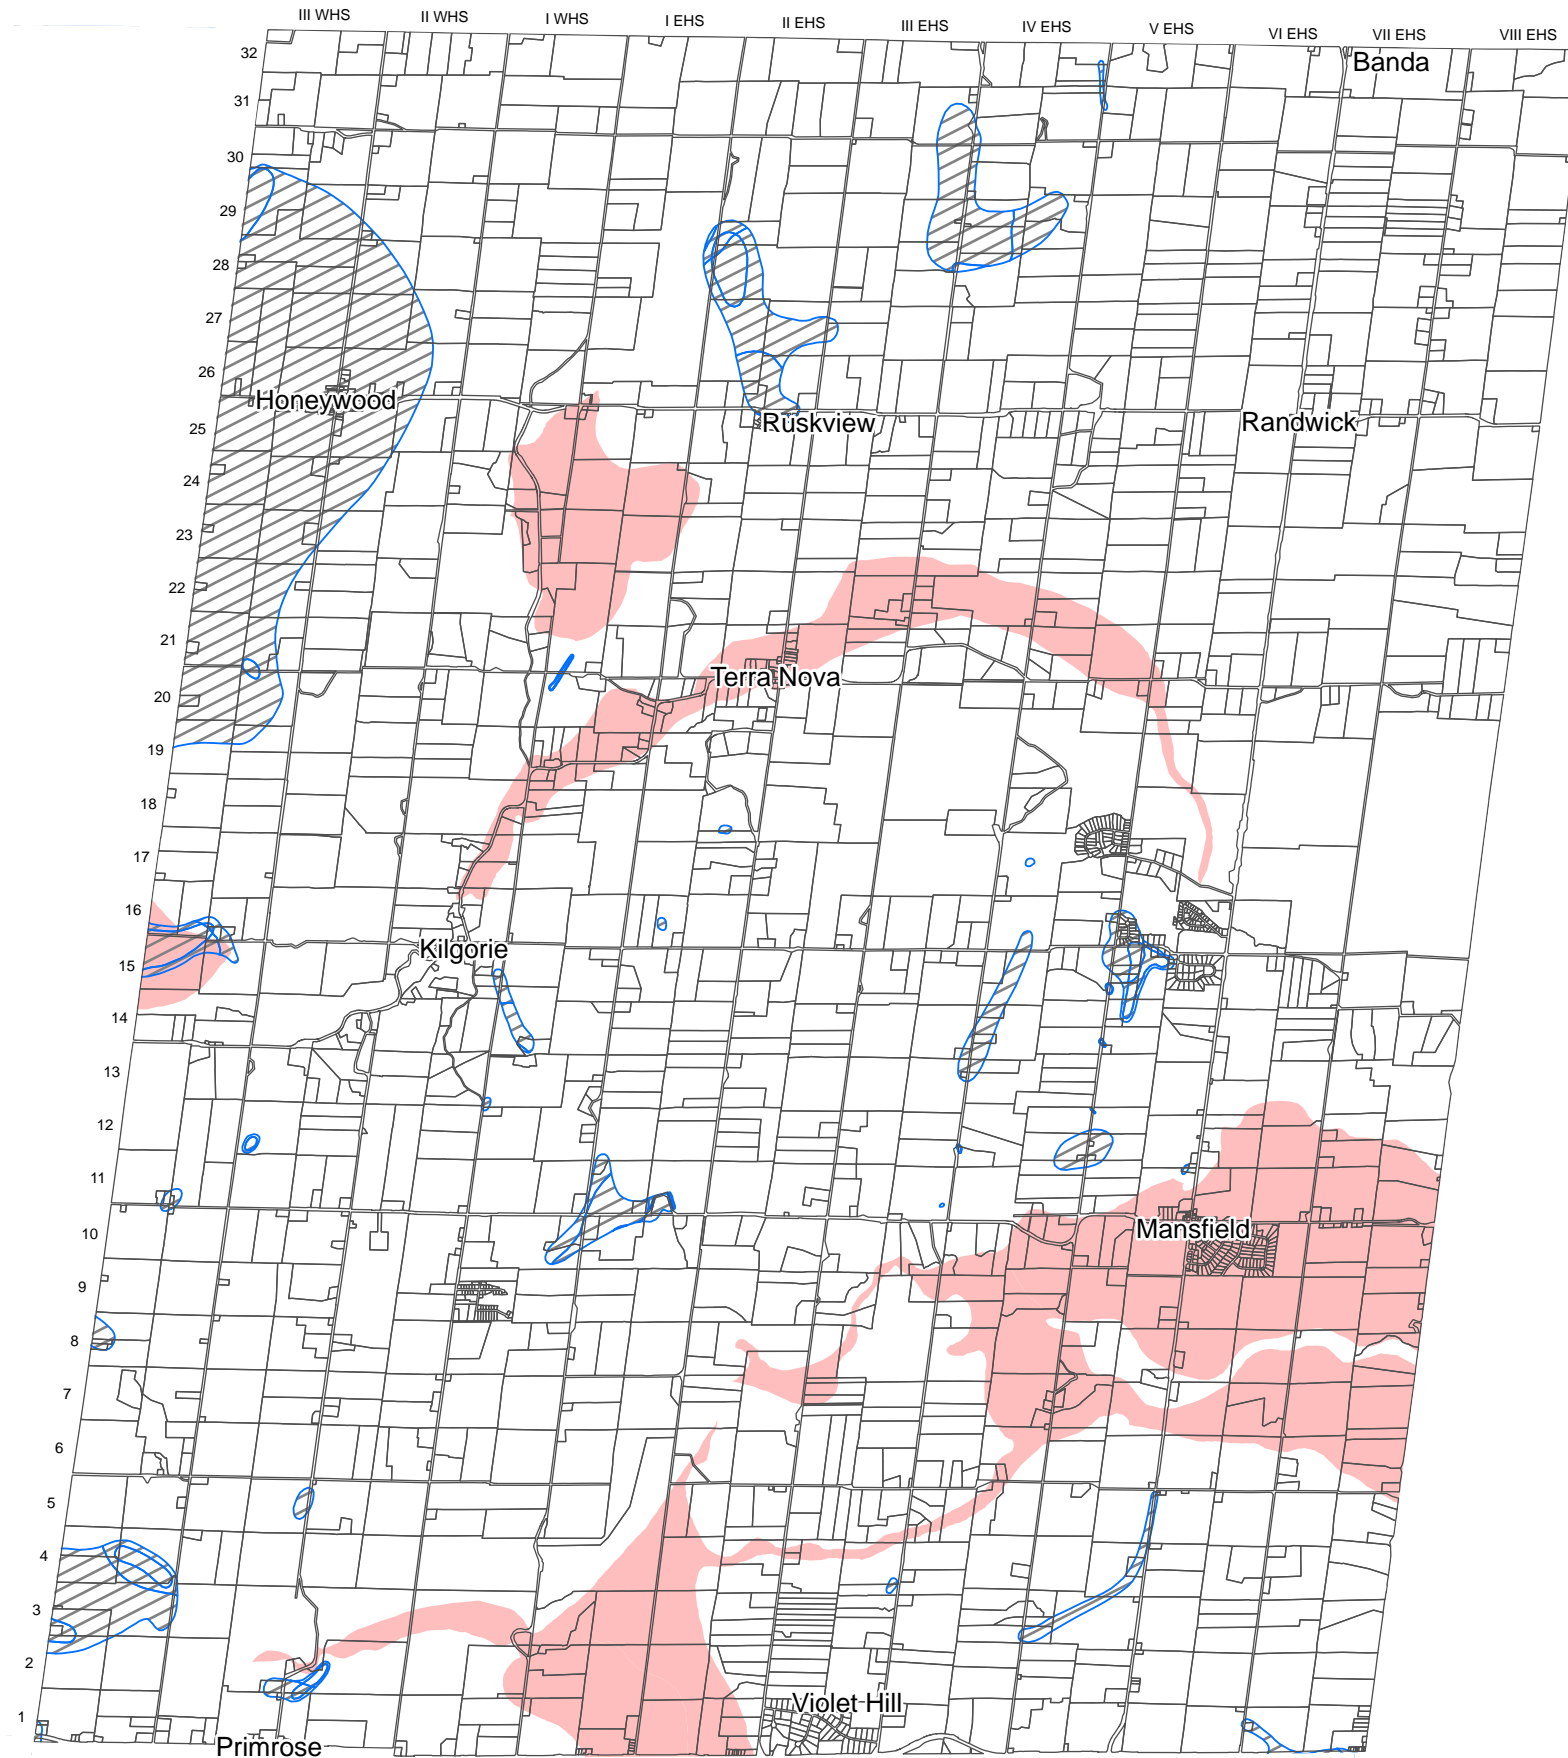 III WHS
II WHS
I WHS
I EHS
II EHS
III EHS
IV EHS
V EHS
VI EHS
VII EHS
VIII EHS
32
Banda
31
30
29
28
27
26
Honeywood
25
Ruskview
Randwick
24
23
22
21
Terra Nova
20
19
18
17
16
Kilgorie
15
14
13
12
11
10
Mansfield
9
8
7
6
5
4
3
2
Violet Hill
1
Primrose